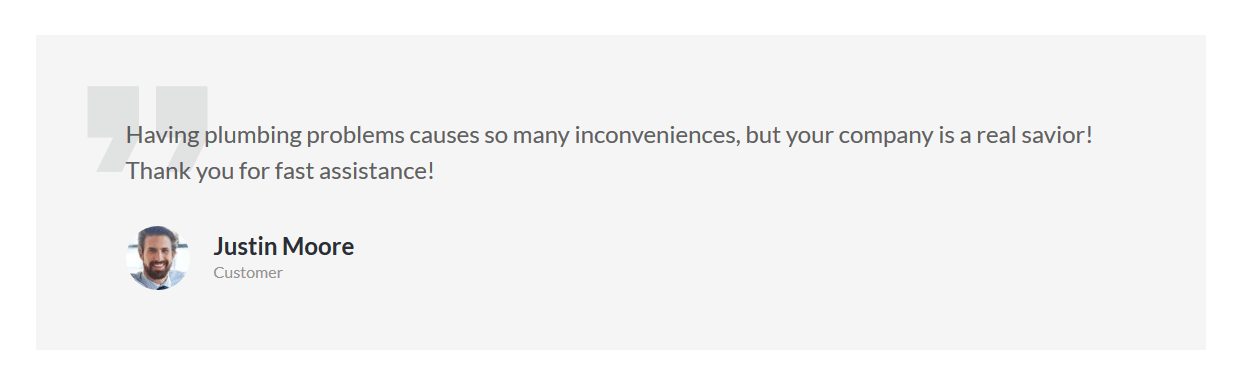 Having plumbing problems causes so many inconveniences, but your company is a real savior!
Thank you for fast assistance!
Justin Moore
Customer